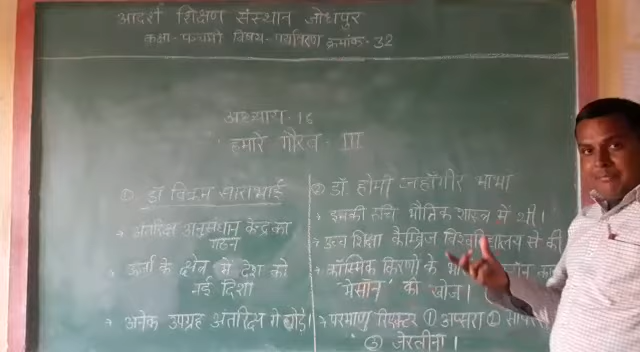 आदर्श शिक्षण संस्थान जोधपुर
कक्षा - पांचवी विषय - पर्यावरण क्रमांक - 32
अध्याय - 16
हमारे गौरव - III
① डॉ विक्रम साराभाई
→ अंतरिक्ष अनुसंधान केन्द्र का
गठन
→ ऊर्जा के क्षेत्र में देश को
नई दिशा
→ अनेक उपग्रह अंतरिक्ष में छोड़े।
② डॉ. होमी जहाँगीर भाभा
→ इनकी रुचि भौतिक शास्त्र में थी।
→ उच्च शिक्षा कैम्ब्रिज विश्वविद्यालय से की
→ कॉस्मिक किरणों के
"मेसॉन" की खोज।
→ परमाणु रिएक्टर ① अप्सरा ②
③ जेरलीना।